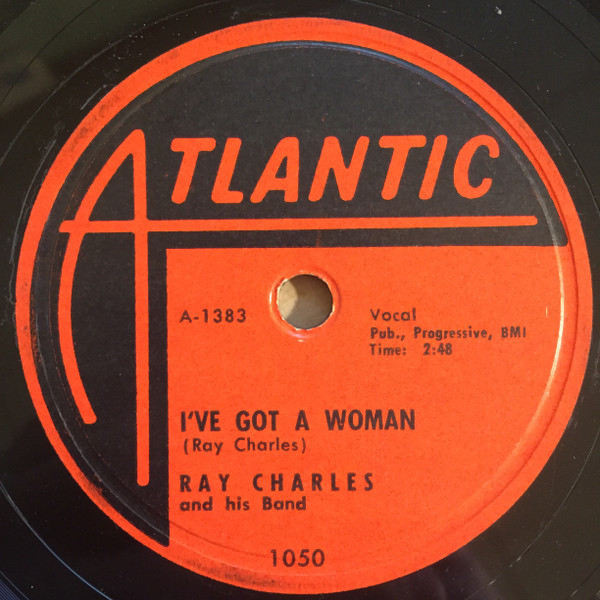 ATLANTIC
A-1383
Vocal
Pub., Progressive, BMI
Time: 2:48
I'VE GOT A WOMAN
(Ray Charles)
RAY CHARLES
and his Band
1050